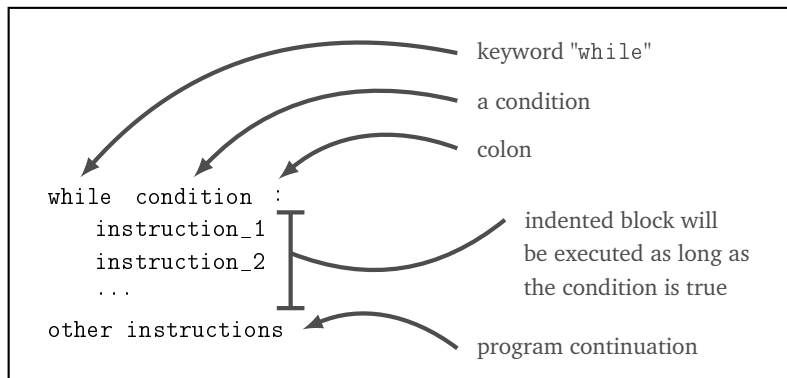 keyword "while"
a condition
colon
while condition :
instruction_1
instruction_2
...
other instructions
indented block will
be executed as long as
the condition is true
program continuation